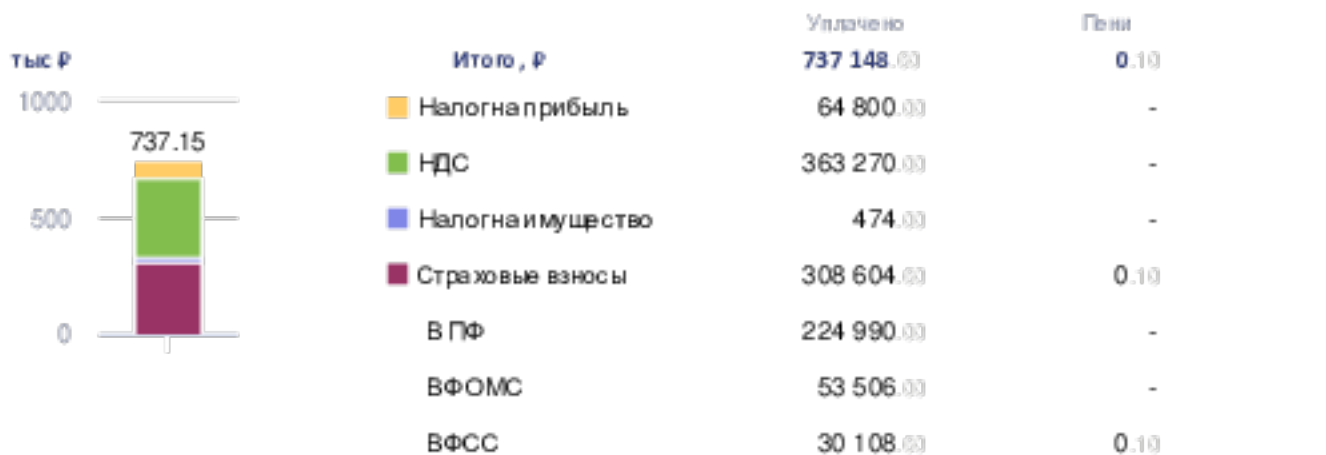 Уплачено Пени
тыс ₽ Итого, ₽ 737 148.00 0.10
1000
Налог на прибыль 64 800.00 -
737.15
НДС 363 270.00 -
500 Налог на имущество 474.00 -
Страховые взносы 308 604.00 0.10
0 В ПФ 224 990.00 -
В ФОМС 53 506.00 -
В ФСС 30 108.00 0.10